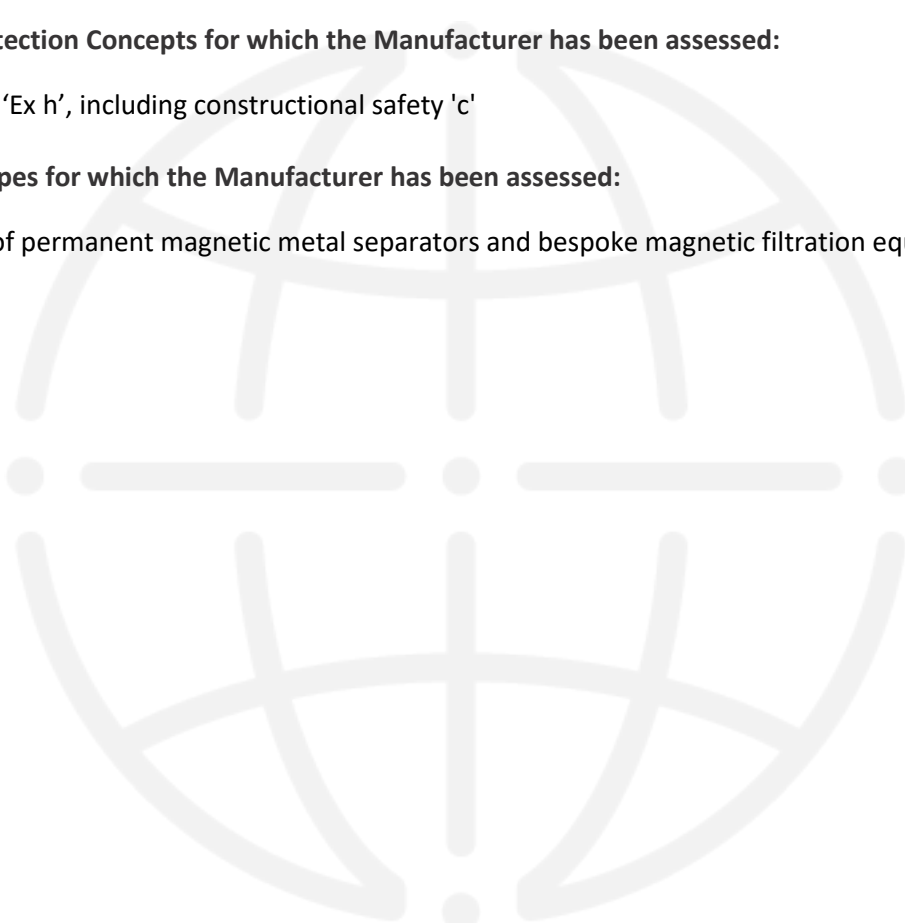 tection Concepts for which the Manufacturer has been assessed:
‘Ex h’, including constructional safety 'c'
pes for which the Manufacturer has been assessed:
of permanent magnetic metal separators and bespoke magnetic filtration equ